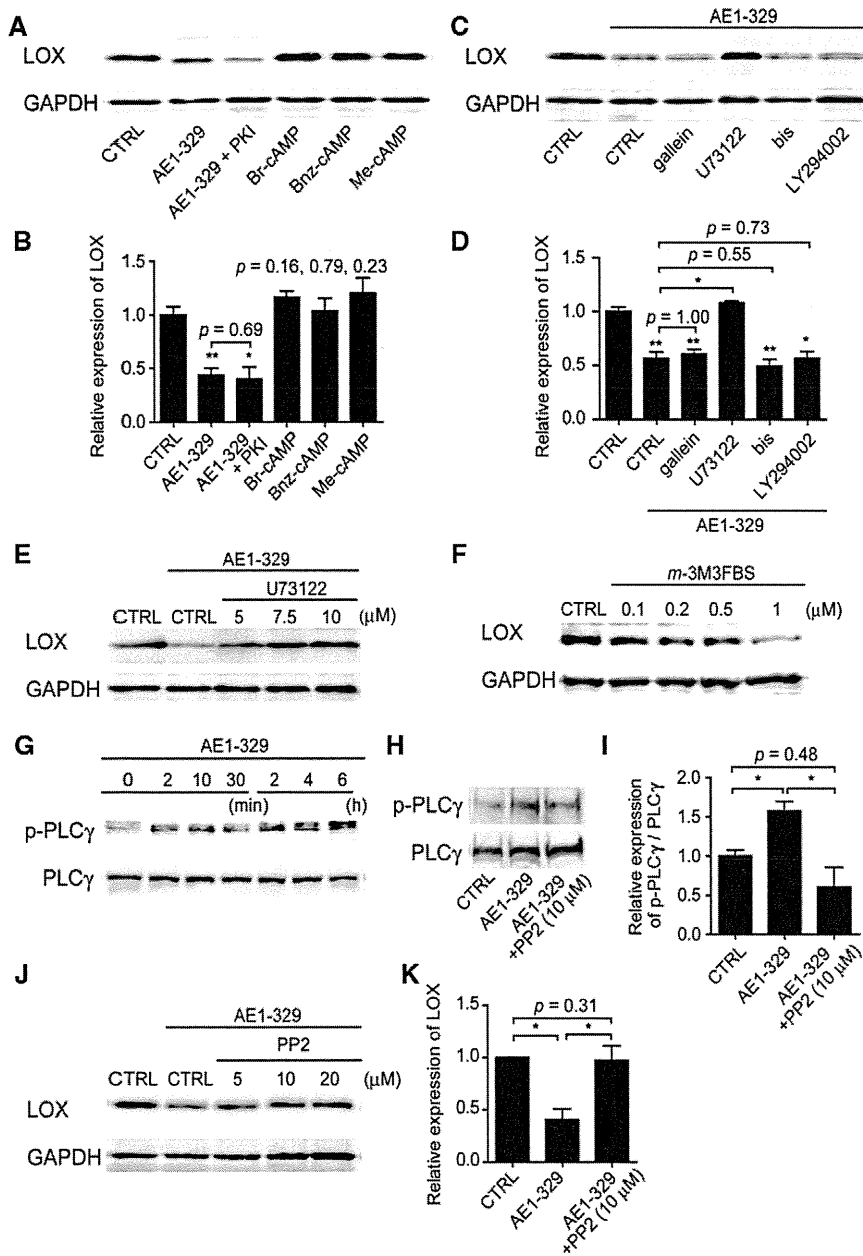 A
LOX
GAPDH
CTRL
AE1-329
AE1-329 + PKI
Br-cAMP
Bnz-cAMP
Me-cAMP
B
Relative expression of LOX
1.5
1.0
0.5
0.0
p = 0.16, 0.79, 0.23
p = 0.69
** *
CTRL
AE1-329
AE1-329
+ PKI
Br-cAMP
Bnz-cAMP
Me-cAMP
C
AE1-329
LOX
GAPDH
CTRL
CTRL
gallein
U73122
bis
LY294002
D
Relative expression of LOX
1.5
1.0
0.5
0.0
p = 0.73
p = 0.55
*
p = 1.00
** ** ** *
CTRL
CTRL
gallein
U73122
bis
LY294002
AE1-329
E
AE1-329
U73122
CTRL CTRL 5 7.5 10 (μM)
LOX
GAPDH
F
m-3M3FBS
CTRL 0.1 0.2 0.5 1 (μM)
LOX
GAPDH
G
AE1-329
0 2 10 30 2 4 6
(min) (h)
p-PLCγ
PLCγ
H
p-PLCγ
PLCγ
CTRL
AE1-329
AE1-329
+PP2 (10 μM)
I
Relative expression
of p-PLCγ / PLCγ
2.0
1.5
1.0
0.5
0.0
p = 0.48
* *
CTRL
AE1-329
AE1-329
+PP2 (10 μM)
J
AE1-329
PP2
CTRL CTRL 5 10 20 (μM)
LOX
GAPDH
K
Relative expression of LOX
1.0
0.5
0.0
p = 0.31
* *
CTRL
AE1-329
AE1-329
+PP2 (10 μM)